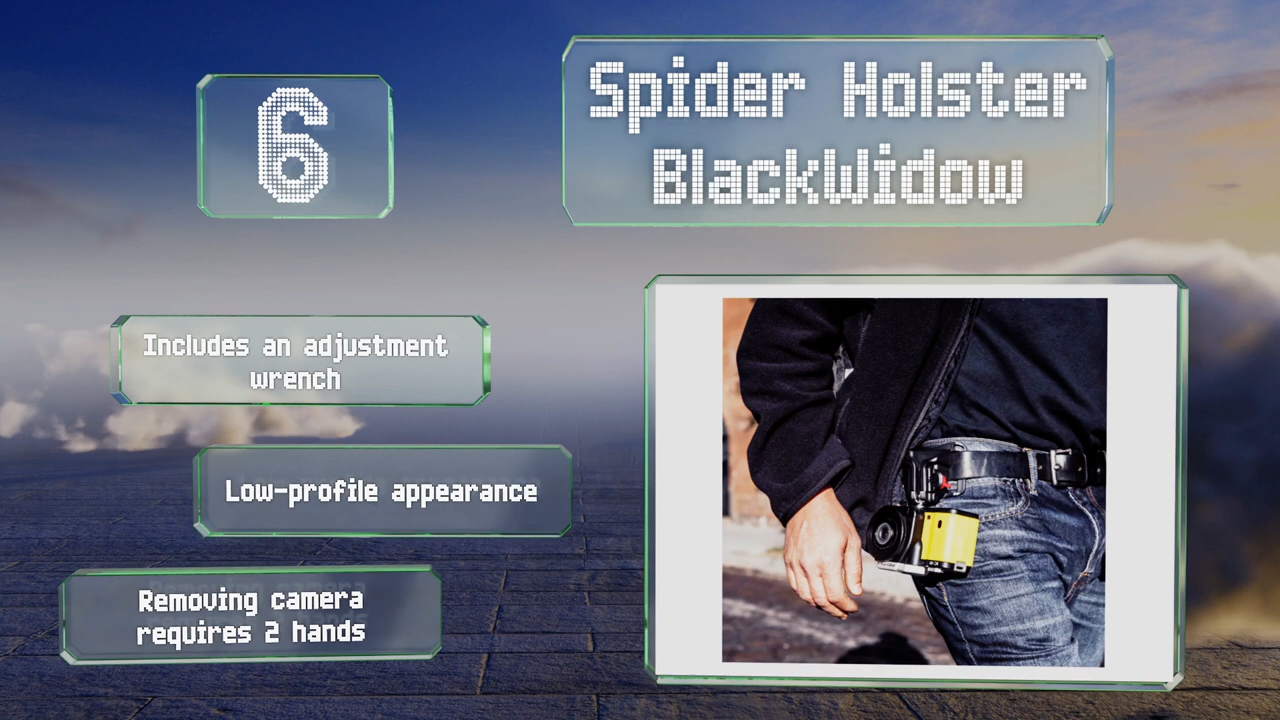 6
Spider Holster
BlackWidow
Includes an adjustment
wrench
Low-profile appearance
Removing camera
requires 2 hands